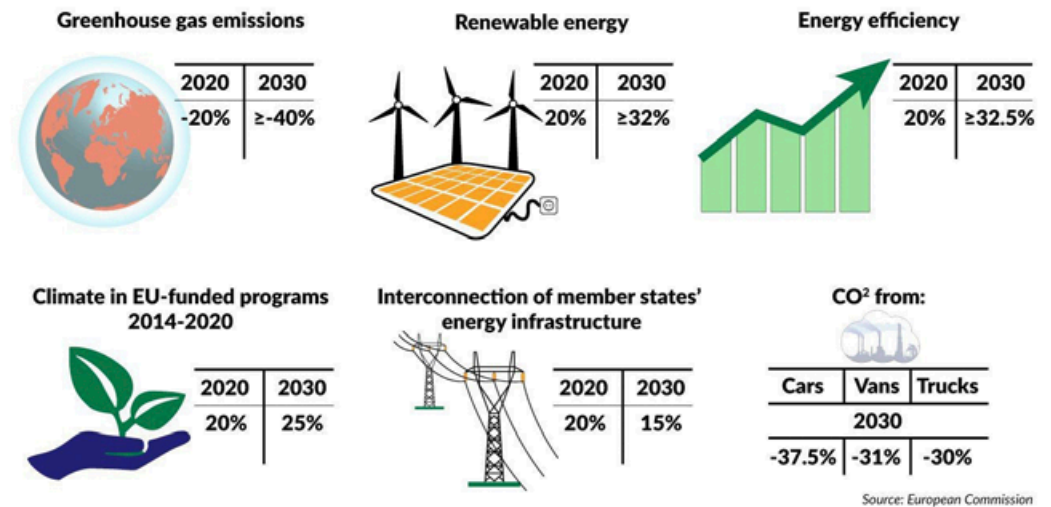 Greenhouse gas emissions
2020 2030
-20% ≥-40%
Renewable energy
2020 2030
20% ≥32%
Energy efficiency
2020 2030
20% ≥32.5%
Climate in EU-funded programs
2014-2020
2020 2030
20% 25%
Interconnection of member states’
energy infrastructure
2020 2030
20% 15%
CO² from:
Cars Vans Trucks
2030
-37.5% -31% -30%
Source: European Commission